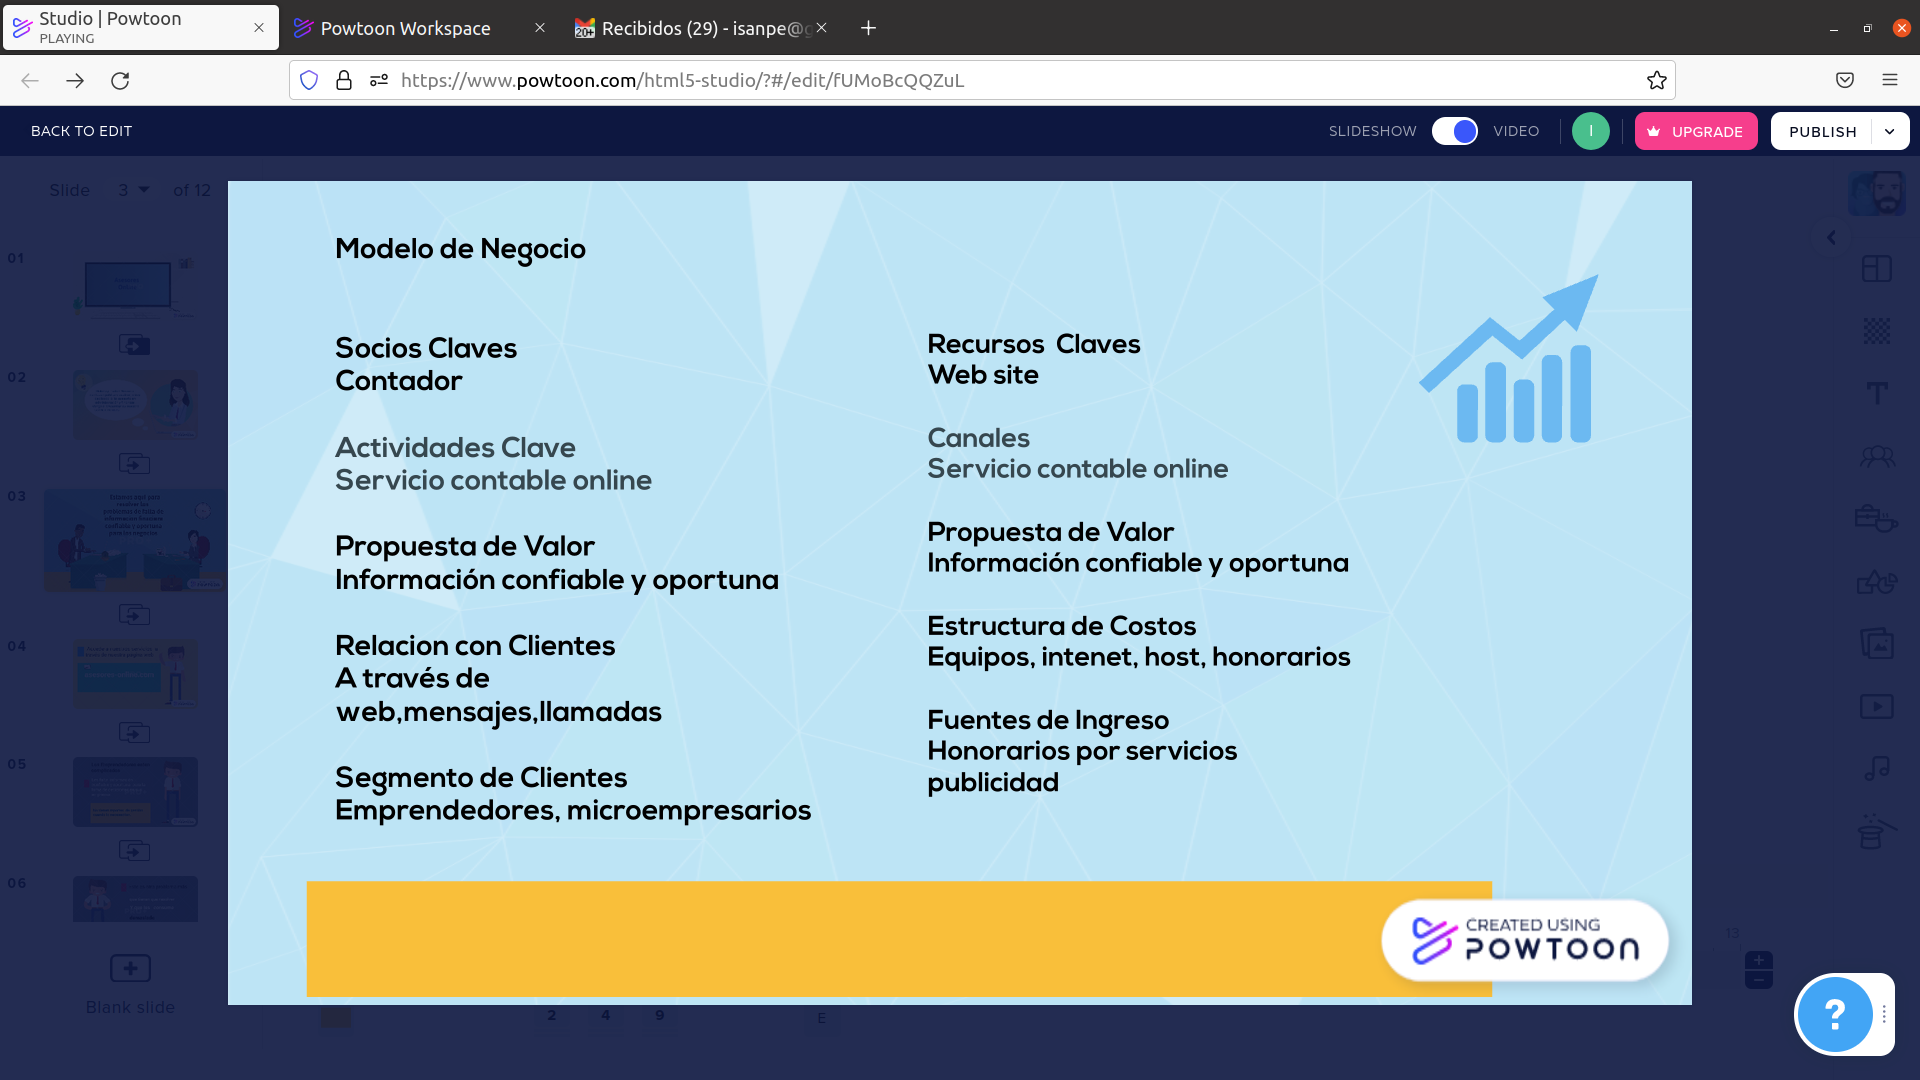 Studio | Powtoon
PLAYING
Powtoon Workspace
20+
Recibidos (29) - isanpe@g
https://www.powtoon.com/html5-studio/?#/edit/fUMoBcQQZuL
BACK TO EDIT
SLIDESHOW
VIDEO
I
UPGRADE
PUBLISH
Slide 3 of 12
01
02
03
04
05
06
Blank slide
Modelo de Negocio
Socios Claves
Contador
Actividades Clave
Servicio contable online
Propuesta de Valor
Información confiable y oportuna
Relacion con Clientes
A través de
web,mensajes,llamadas
Segmento de Clientes
Emprendedores, microempresarios
Recursos  Claves
Web site
Canales
Servicio contable online
Propuesta de Valor
Información confiable y oportuna
Estructura de Costos
Equipos, intenet, host, honorarios
Fuentes de Ingreso
Honorarios por servicios
publicidad
CREATED USING
POWTOON
13
2 4 9 E
?